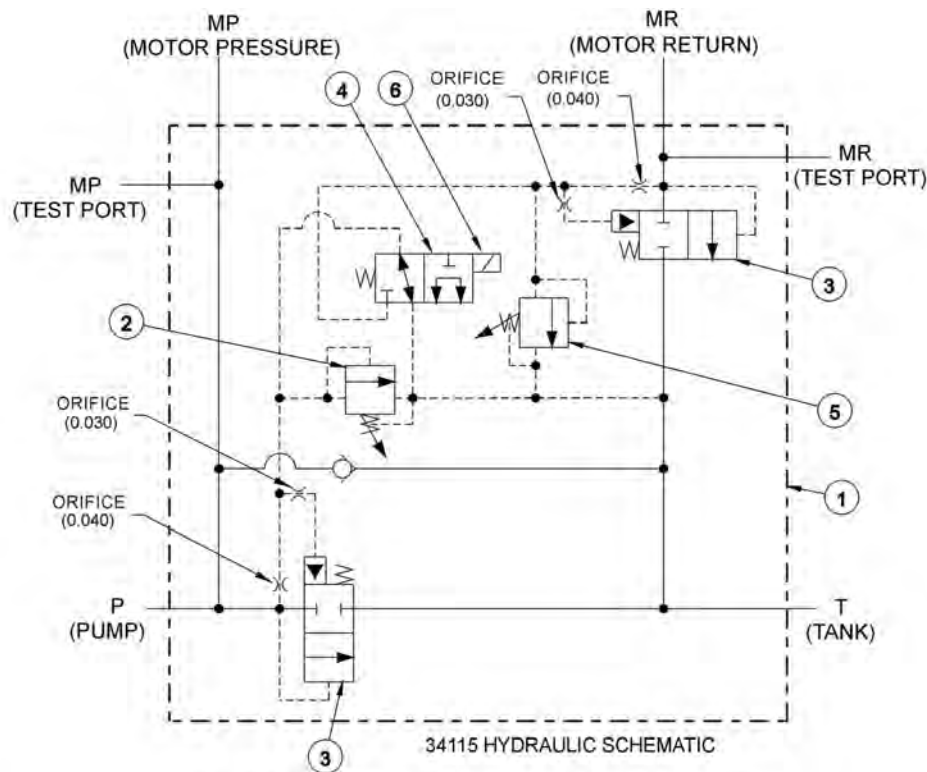 MP
(MOTOR PRESSURE)
MR
(MOTOR RETURN)
4
6
ORIFICE
(0.030)
ORIFICE
(0.040)
MP
(TEST PORT)
MR
(TEST PORT)
3
2
5
ORIFICE
(0.030)
1
ORIFICE
(0.040)
P
(PUMP)
T
(TANK)
3
34115 HYDRAULIC SCHEMATIC